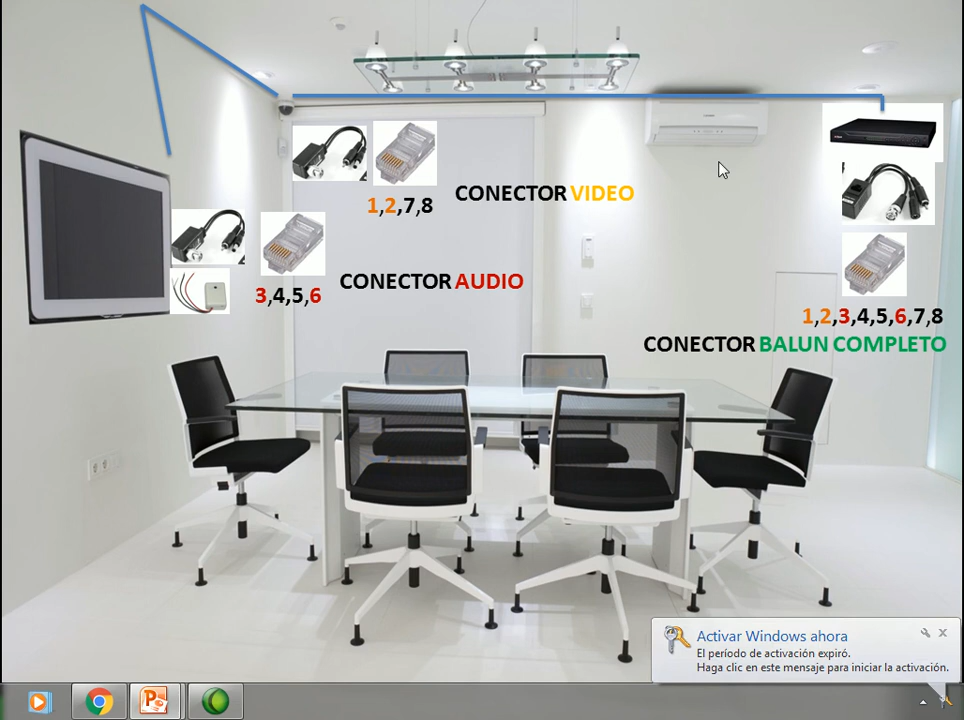 1,2,7,8
CONECTOR VIDEO
3,4,5,6
CONECTOR AUDIO
1,2,3,4,5,6,7,8
CONECTOR BALUN COMPLETO
Activar Windows ahora
El período de activación expiró.
Haga clic en este mensaje para iniciar la activación.